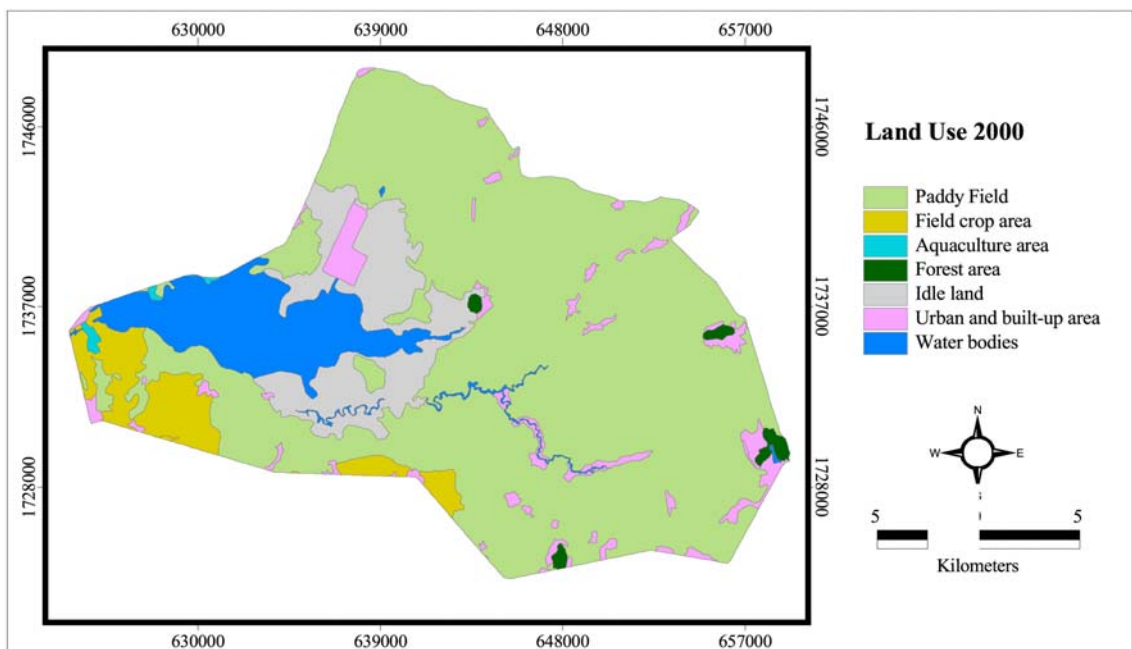 630000 639000 648000 657000
1746000 1746000
Land Use 2000
Paddy Field
Field crop area
Aquaculture area
Forest area
Idle land
Urban and built-up area
Water bodies
1737000 1737000
N
W E
S
1728000 1728000
5 0 5
Kilometers
630000 639000 648000 657000